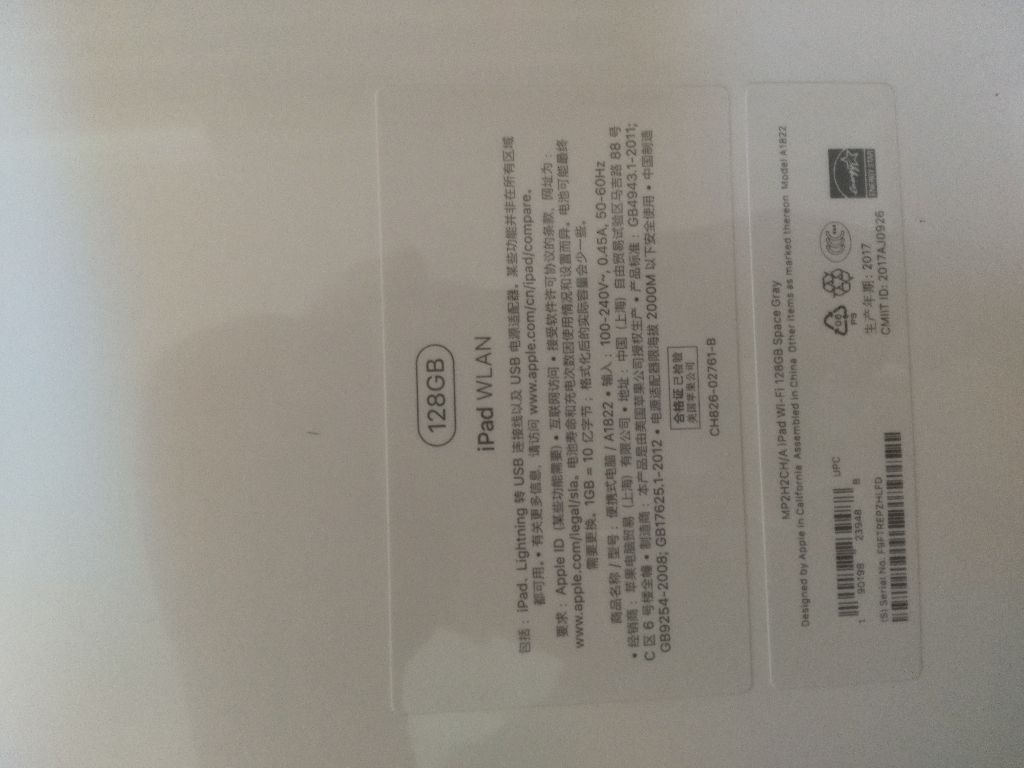 128GB
iPad WLAN
包括：iPad、Lightning 转 USB 连接线以及 USB 电源适配器。某些功能并非在所有区域
都可用。• 有关更多信息，请访问 www.apple.com/cn/ipad/compare。
要求：Apple ID（某些功能需要）• 互联网访问 • 接受软件许可协议的条款，网址为：
www.apple.com/legal/sla。电池寿命和充电次数因使用情况和设置而异。电池可能最终
需要更换。1GB = 10 亿字节；格式化后的实际容量会少一些。
商品名称 / 型号：便携式电脑 / A1822 • 输入：100-240V~, 0.45A, 50-60Hz
• 经销商：苹果电脑贸易（上海）有限公司 • 地址：中国（上海）自由贸易试验区马吉路 88 号
C 区 6 号楼全幢 • 制造商：本产品是由美国苹果公司授权生产 • 产品标准：GB4943.1-2011;
GB9254-2008; GB17625.1-2012 • 电源适配器限海拔 2000M 以下安全使用 • 中国制造
合格证 已检验
美国苹果公司
CH826-02761-B
MP2H2CH/A iPad Wi-Fi 128GB Space Gray
Designed by Apple in California Assembled in China Other items as marked thereon Model A1822
UPC
1 90198 23948 8
(S) Serial No. F9FTREPZHLFD
PS
生产年期: 2017
CMIIT ID: 2017AJ0926